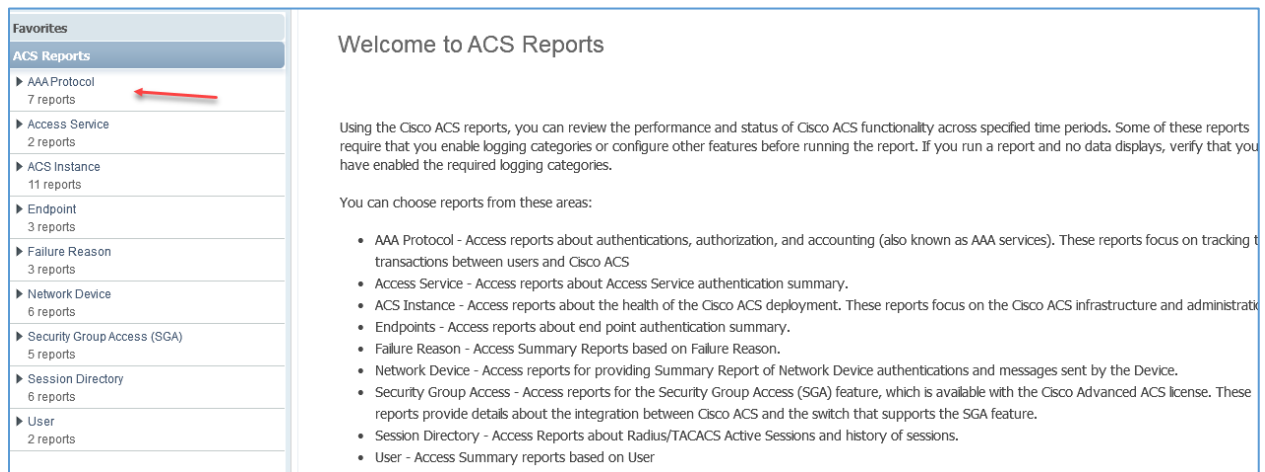 Favorites
ACS Reports
AAA Protocol
7 reports
Access Service
2 reports
ACS Instance
11 reports
Endpoint
3 reports
Failure Reason
3 reports
Network Device
6 reports
Security Group Access (SGA)
5 reports
Session Directory
6 reports
User
2 reports
Welcome to ACS Reports
Using the Cisco ACS reports, you can review the performance and status of Cisco ACS functionality across specified time periods. Some of these reports
require that you enable logging categories or configure other features before running the report. If you run a report and no data displays, verify that you
have enabled the required logging categories.
You can choose reports from these areas:
• AAA Protocol - Access reports about authentications, authorization, and accounting (also known as AAA services). These reports focus on tracking
transactions between users and Cisco ACS
• Access Service - Access reports about Access Service authentication summary.
• ACS Instance - Access reports about the health of the Cisco ACS deployment. These reports focus on the Cisco ACS infrastructure and
• Endpoints - Access reports about end point authentication summary.
• Failure Reason - Access Summary Reports based on Failure Reason.
• Network Device - Access reports for providing Summary Report of Network Device authentications and messages sent by the Device.
• Security Group Access - Access reports for the Security Group Access (SGA) feature, which is available with the Cisco Advanced ACS license. These
reports provide details about the integration between Cisco ACS and the switch that supports the SGA feature.
• Session Directory - Access Reports about Radius/TACACS Active Sessions and history of sessions.
• User - Access Summary reports based on User